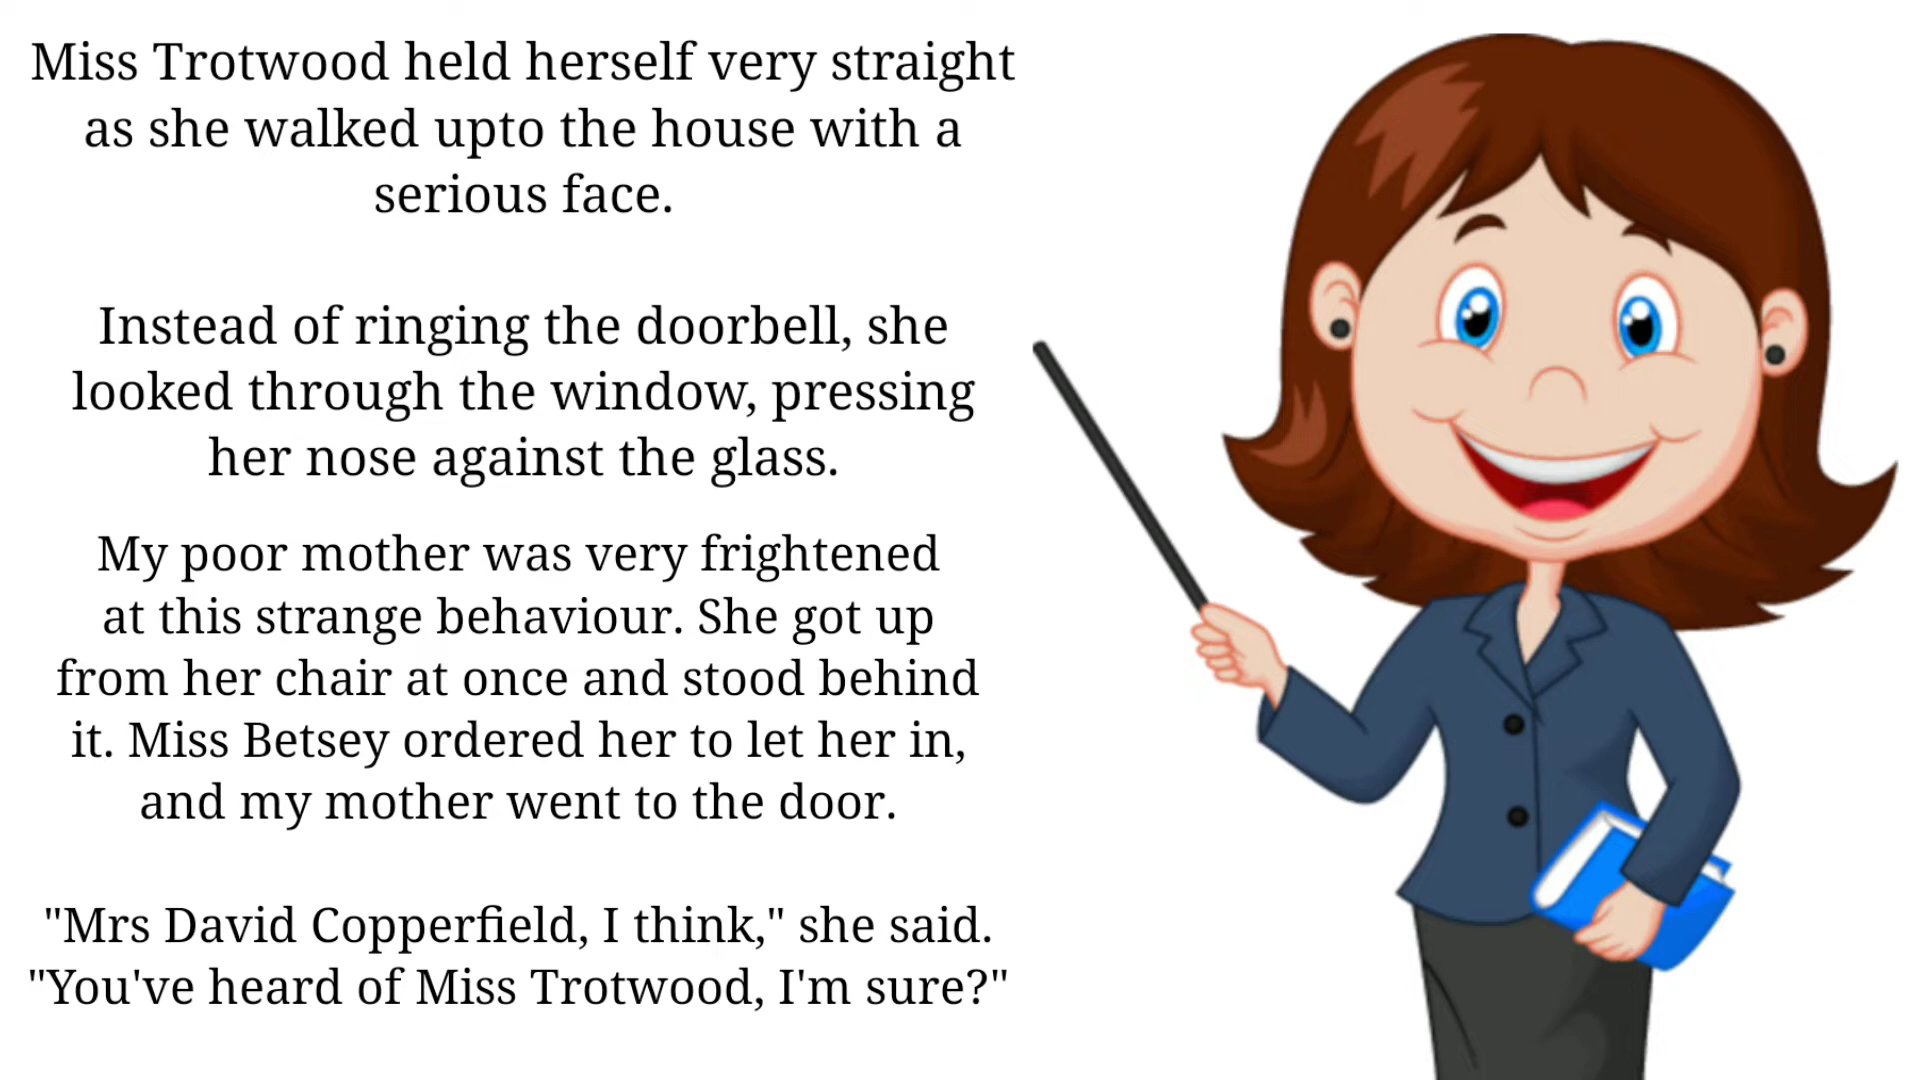 Miss Trotwood held herself very straight
as she walked upto the house with a
serious face.
Instead of ringing the doorbell, she
looked through the window, pressing
her nose against the glass.
My poor mother was very frightened
at this strange behaviour. She got up
from her chair at once and stood behind
it. Miss Betsey ordered her to let her in,
and my mother went to the door.
"Mrs David Copperfield, I think," she said.
"You've heard of Miss Trotwood, I'm sure?"